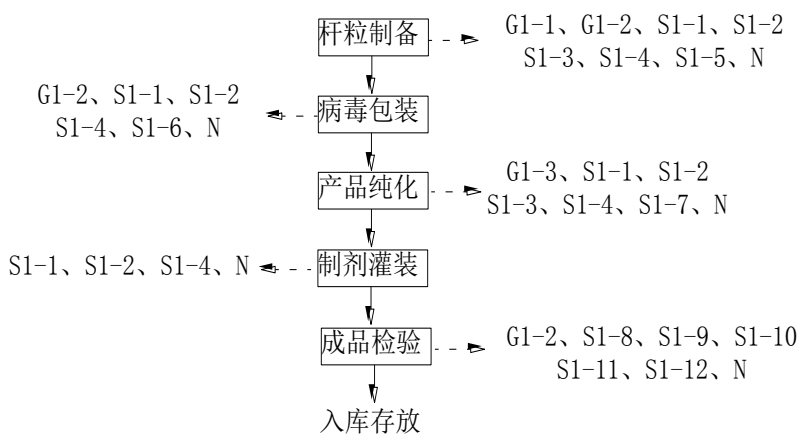 杆粒制备
G1-1、G1-2、S1-1、S1-2
S1-3、S1-4、S1-5、N
G1-2、S1-1、S1-2
S1-4、S1-6、N
病毒包装
产品纯化
G1-3、S1-1、S1-2
S1-3、S1-4、S1-7、N
S1-1、S1-2、S1-4、N
制剂灌装
成品检验
G1-2、S1-8、S1-9、S1-10
S1-11、S1-12、N
入库存放